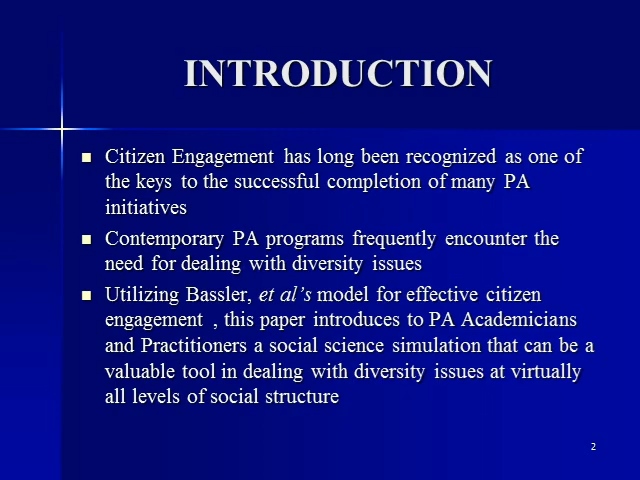 INTRODUCTION
Citizen Engagement has long been recognized as one of
the keys to the successful completion of many PA
initiatives
Contemporary PA programs frequently encounter the
need for dealing with diversity issues
Utilizing Bassler, et al’s model for effective citizen
engagement , this paper introduces to PA Academicians
and Practitioners a social science simulation that can be a
valuable tool in dealing with diversity issues at virtually
all levels of social structure
2